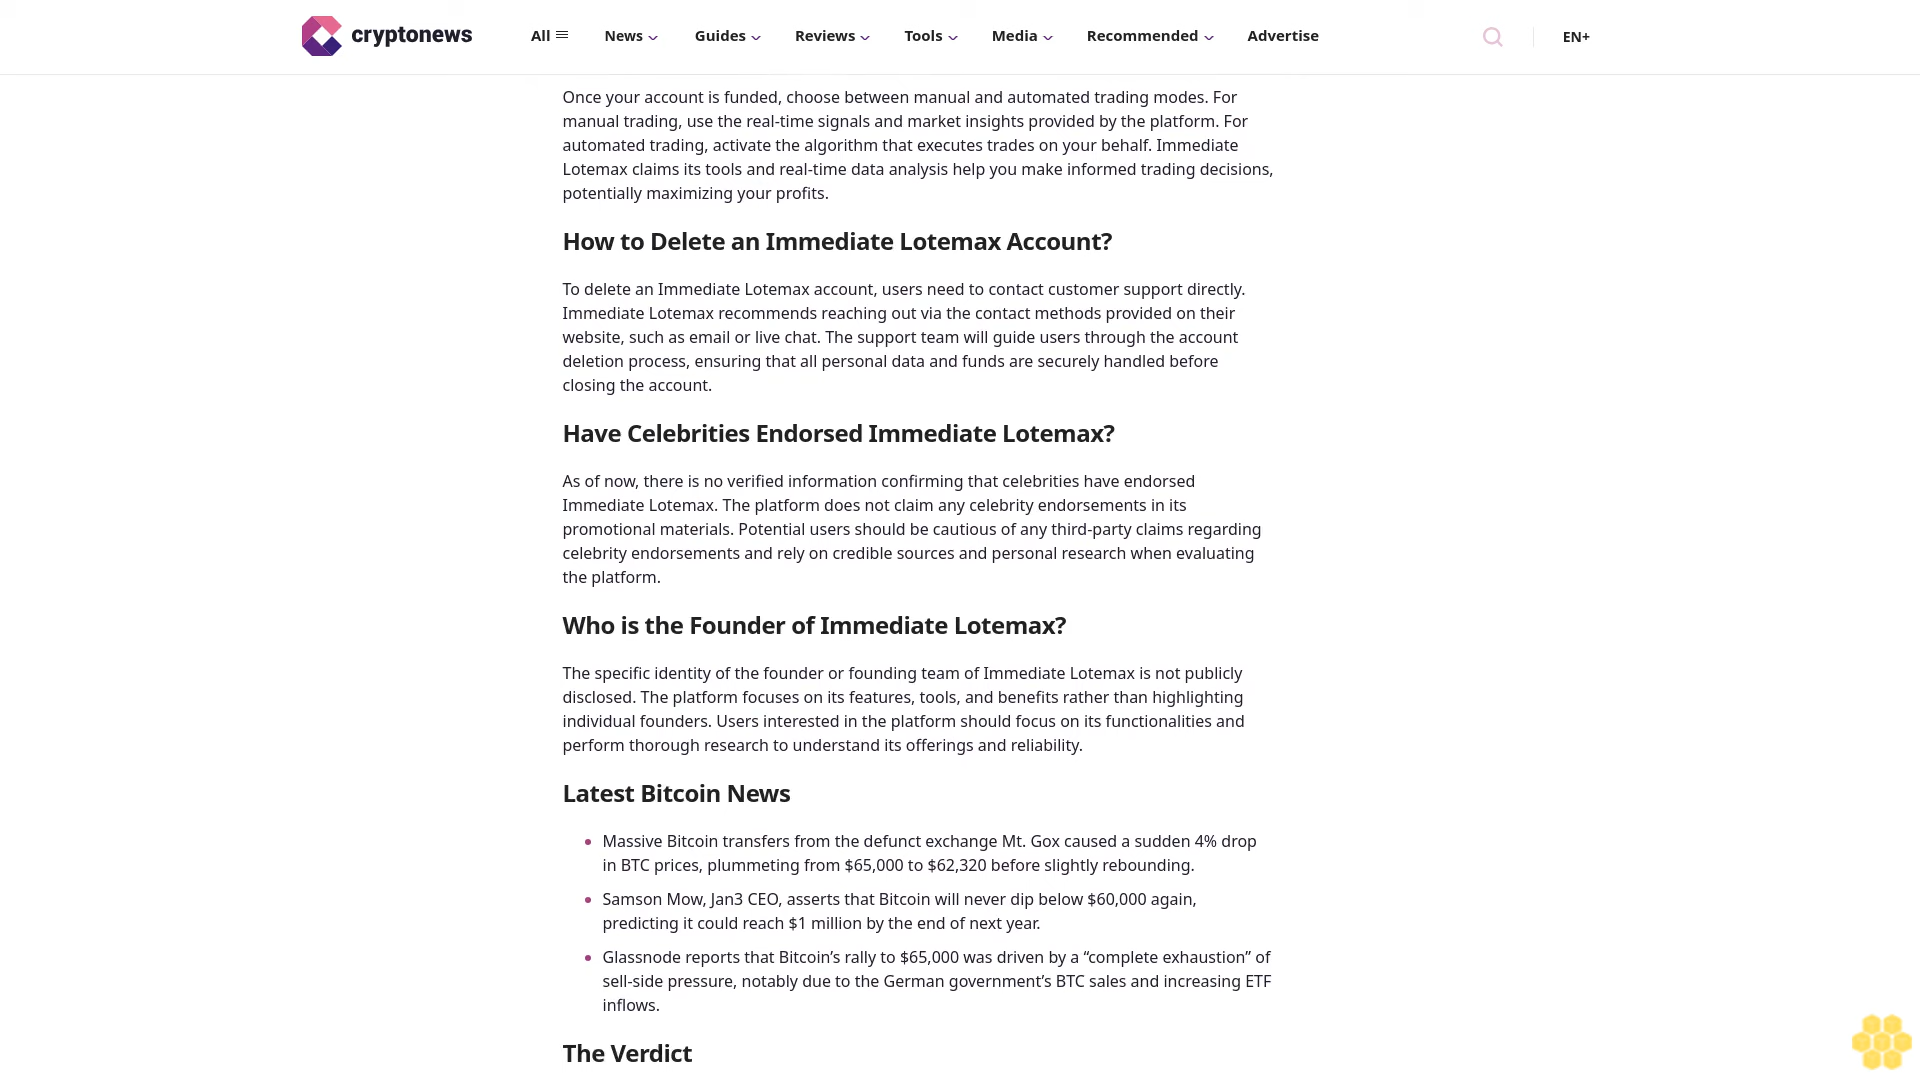 cryptonews
All
News
Guides
Reviews
Tools
Media
Recommended
Advertise
EN+
Once your account is funded, choose between manual and automated trading modes. For
manual trading, use the real-time signals and market insights provided by the platform. For
automated trading, activate the algorithm that executes trades on your behalf. Immediate
Lotemax claims its tools and real-time data analysis help you make informed trading decisions,
potentially maximizing your profits.
How to Delete an Immediate Lotemax Account?
To delete an Immediate Lotemax account, users need to contact customer support directly.
Immediate Lotemax recommends reaching out via the contact methods provided on their
website, such as email or live chat. The support team will guide users through the account
deletion process, ensuring that all personal data and funds are securely handled before
closing the account.
Have Celebrities Endorsed Immediate Lotemax?
As of now, there is no verified information confirming that celebrities have endorsed
Immediate Lotemax. The platform does not claim any celebrity endorsements in its
promotional materials. Potential users should be cautious of any third-party claims regarding
celebrity endorsements and rely on credible sources and personal research when evaluating
the platform.
Who is the Founder of Immediate Lotemax?
The specific identity of the founder or founding team of Immediate Lotemax is not publicly
disclosed. The platform focuses on its features, tools, and benefits rather than highlighting
individual founders. Users interested in the platform should focus on its functionalities and
perform thorough research to understand its offerings and reliability.
Latest Bitcoin News
Massive Bitcoin transfers from the defunct exchange Mt. Gox caused a sudden 4% drop
in BTC prices, plummeting from $65,000 to $62,320 before slightly rebounding.
Samson Mow, Jan3 CEO, asserts that Bitcoin will never dip below $60,000 again,
predicting it could reach $1 million by the end of next year.
Glassnode reports that Bitcoin’s rally to $65,000 was driven by a “complete exhaustion” of
sell-side pressure, notably due to the German government’s BTC sales and increasing ETF
inflows.
The Verdict